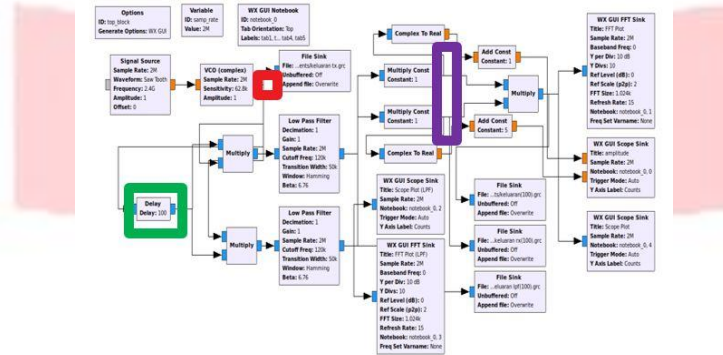 Options
ID: top_block
Generate Options: WX GUI
Variable
ID: samp_rate
Value: 2M
WX GUI Notebook
ID: notebook_0
Tab Orientation: Top
Labels: tab1, t... tab4, tab5
Signal Source
Sample Rate: 2M
Waveform: Saw Tooth
Frequency: 2.4G
Amplitude: 1
Offset: 0
VCO (complex)
Sample Rate: 2M
Sensitivity: 62.8k
Amplitude: 1
File Sink
File: ...ents/keluaran tx.grc
Unbuffered: Off
Append file: Overwrite
Multiply
Low Pass Filter
Decimation: 1
Gain: 1
Sample Rate: 2M
Cutoff Freq: 120k
Transition Width: 50k
Window: Hamming
Beta: 6.76
Delay
Delay: 100
Multiply
Low Pass Filter
Decimation: 1
Gain: 1
Sample Rate: 2M
Cutoff Freq: 120k
Transition Width: 50k
Window: Hamming
Beta: 6.76
Complex To Real
Multiply Const
Constant: 1
Multiply Const
Constant: 1
Complex To Real
Add Const
Constant: 1
Multiply
Add Const
Constant: 5
WX GUI Scope Sink
Title: Scope Plot (LPF)
Sample Rate: 2M
Notebook: notebook_0, 2
Trigger Mode: Auto
Y Axis Label: Counts
WX GUI FFT Sink
Title: FFT Plot (LPF)
Sample Rate: 2M
Baseband Freq: 0
Y per Div: 10 dB
Y Divs: 10
Ref Level (dB): 0
Ref Scale (p2p): 2
FFT Size: 1.024k
Refresh Rate: 15
Notebook: notebook_0, 3
Freq Set Varname: None
File Sink
Unbuffered: Off
Append file: Overwrite
File Sink
File: ...eluaran rx(100).grc
Unbuffered: Off
Append file: Overwrite
File Sink
File: ...eluaran lpf(100).grc
Unbuffered: Off
Append file: Overwrite
WX GUI FFT Sink
Title: FFT Plot
Sample Rate: 2M
Baseband Freq: 0
Y per Div: 10 dB
Y Divs: 10
Ref Level (dB): 0
Ref Scale (p2p): 2
FFT Size: 1.024k
Refresh Rate: 15
Notebook: notebook_0, 1
Freq Set Varname: None
WX GUI Scope Sink
Title: amplitude
Sample Rate: 2M
Notebook: notebook_0, 0
Trigger Mode: Auto
Y Axis Label: Counts
WX GUI Scope Sink
Title: Scope Plot
Sample Rate: 2M
Notebook: notebook_0, 4
Trigger Mode: Auto
Y Axis Label: Counts